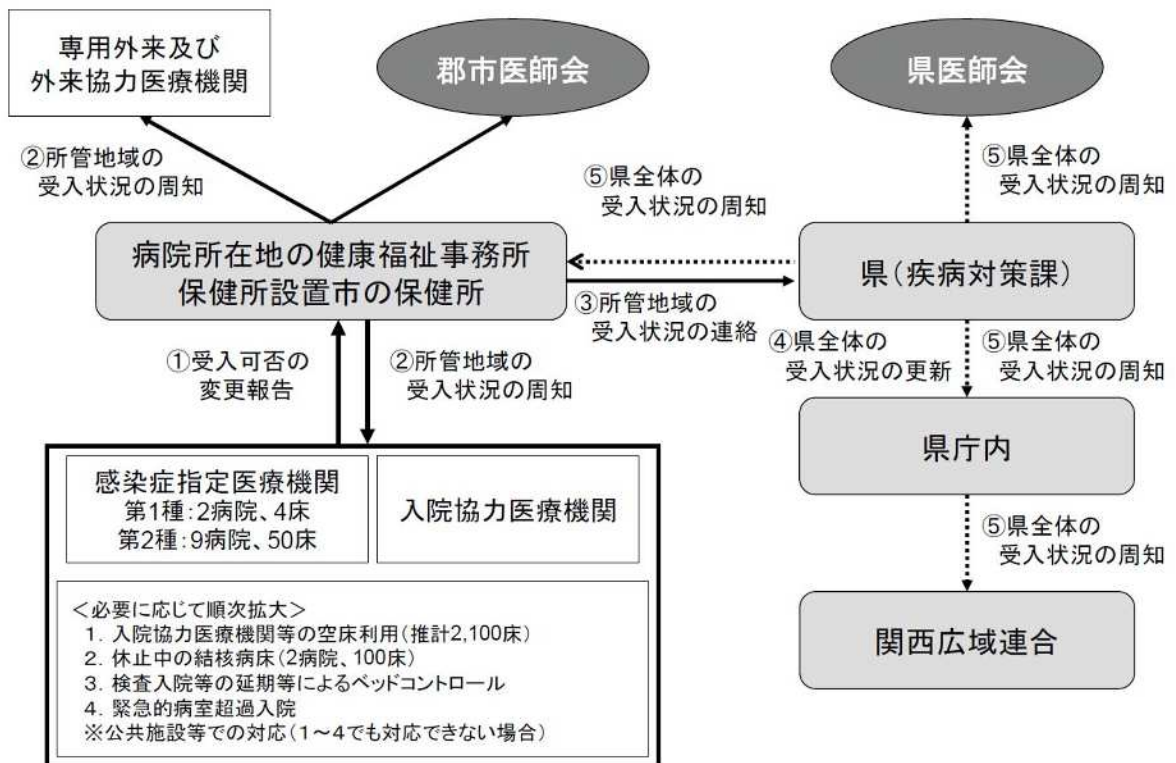 専用外来及び
外来協力医療機関
郡市医師会
県医師会
②所管地域の
受入状況の周知
⑤県全体の
受入状況の周知
⑤県全体の
受入状況の周知
病院所在地の健康福祉事務所
保健所設置市の保健所
県(疾病対策課)
③所管地域の
受入状況の連絡
①受入可否の
変更報告
②所管地域の
受入状況の周知
④県全体の
受入状況の更新
⑤県全体の
受入状況の周知
感染症指定医療機関
第1種:2病院、4床
第2種:9病院、50床
入院協力医療機関
県庁内
⑤県全体の
受入状況の周知
<必要に応じて順次拡大>
1. 入院協力医療機関等の空床利用(推計2,100床)
2. 休止中の結核病床(2病院、100床)
3. 検査入院等の延期等によるベッドコントロール
4. 緊急的病室超過入院
※公共施設等での対応(1~4でも対応できない場合)
関西広域連合